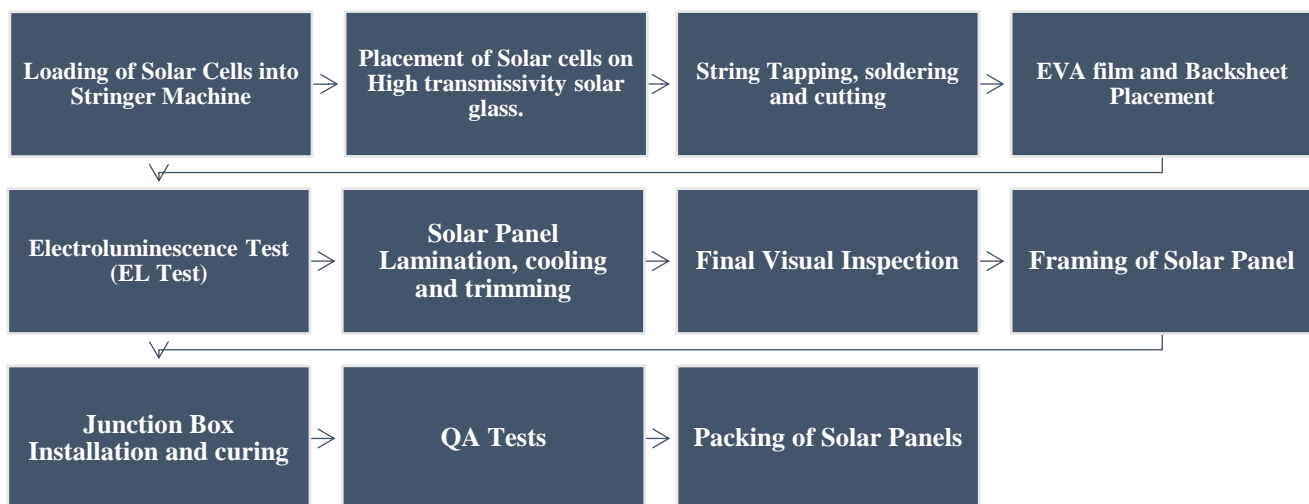 Loading of Solar Cells into
Stringer Machine
Placement of Solar cells on
High transmissivity solar
glass.
String Tapping, soldering
and cutting
EVA film and Backsheet
Placement
Electroluminescence Test
(EL Test)
Solar Panel
Lamination, cooling
and trimming
Final Visual Inspection
Framing of Solar Panel
Junction Box
Installation and curing
QA Tests
Packing of Solar Panels